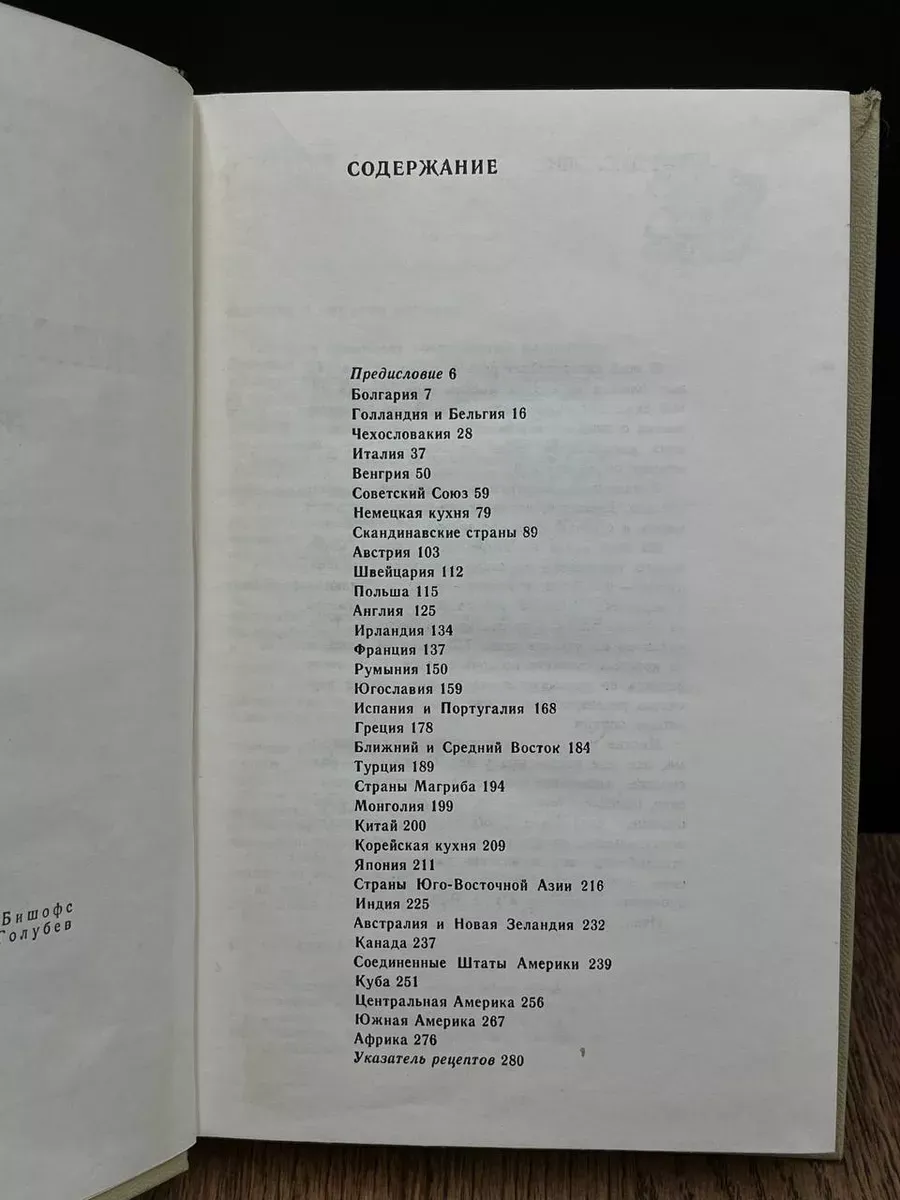 Бишофс
Голубев
СОДЕРЖАНИЕ
Предисловие 6
Болгария 7
Голландия и Бельгия 16
Чехословакия 28
Италия 37
Венгрия 50
Советский Союз 59
Немецкая кухня 79
Скандинавские страны 89
Австрия 103
Швейцария 112
Польша 115
Англия 125
Ирландия 134
Франция 137
Румыния 150
Югославия 159
Испания и Португалия 168
Греция 178
Ближний и Средний Восток 184
Турция 189
Страны Магриба 194
Монголия 199
Китай 200
Корейская кухня 209
Япония 211
Страны Юго-Восточной Азии 216
Индия 225
Австралия и Новая Зеландия 232
Канада 237
Соединенные Штаты Америки 239
Куба 251
Центральная Америка 256
Южная Америка 267
Африка 276
Указатель рецептов 280